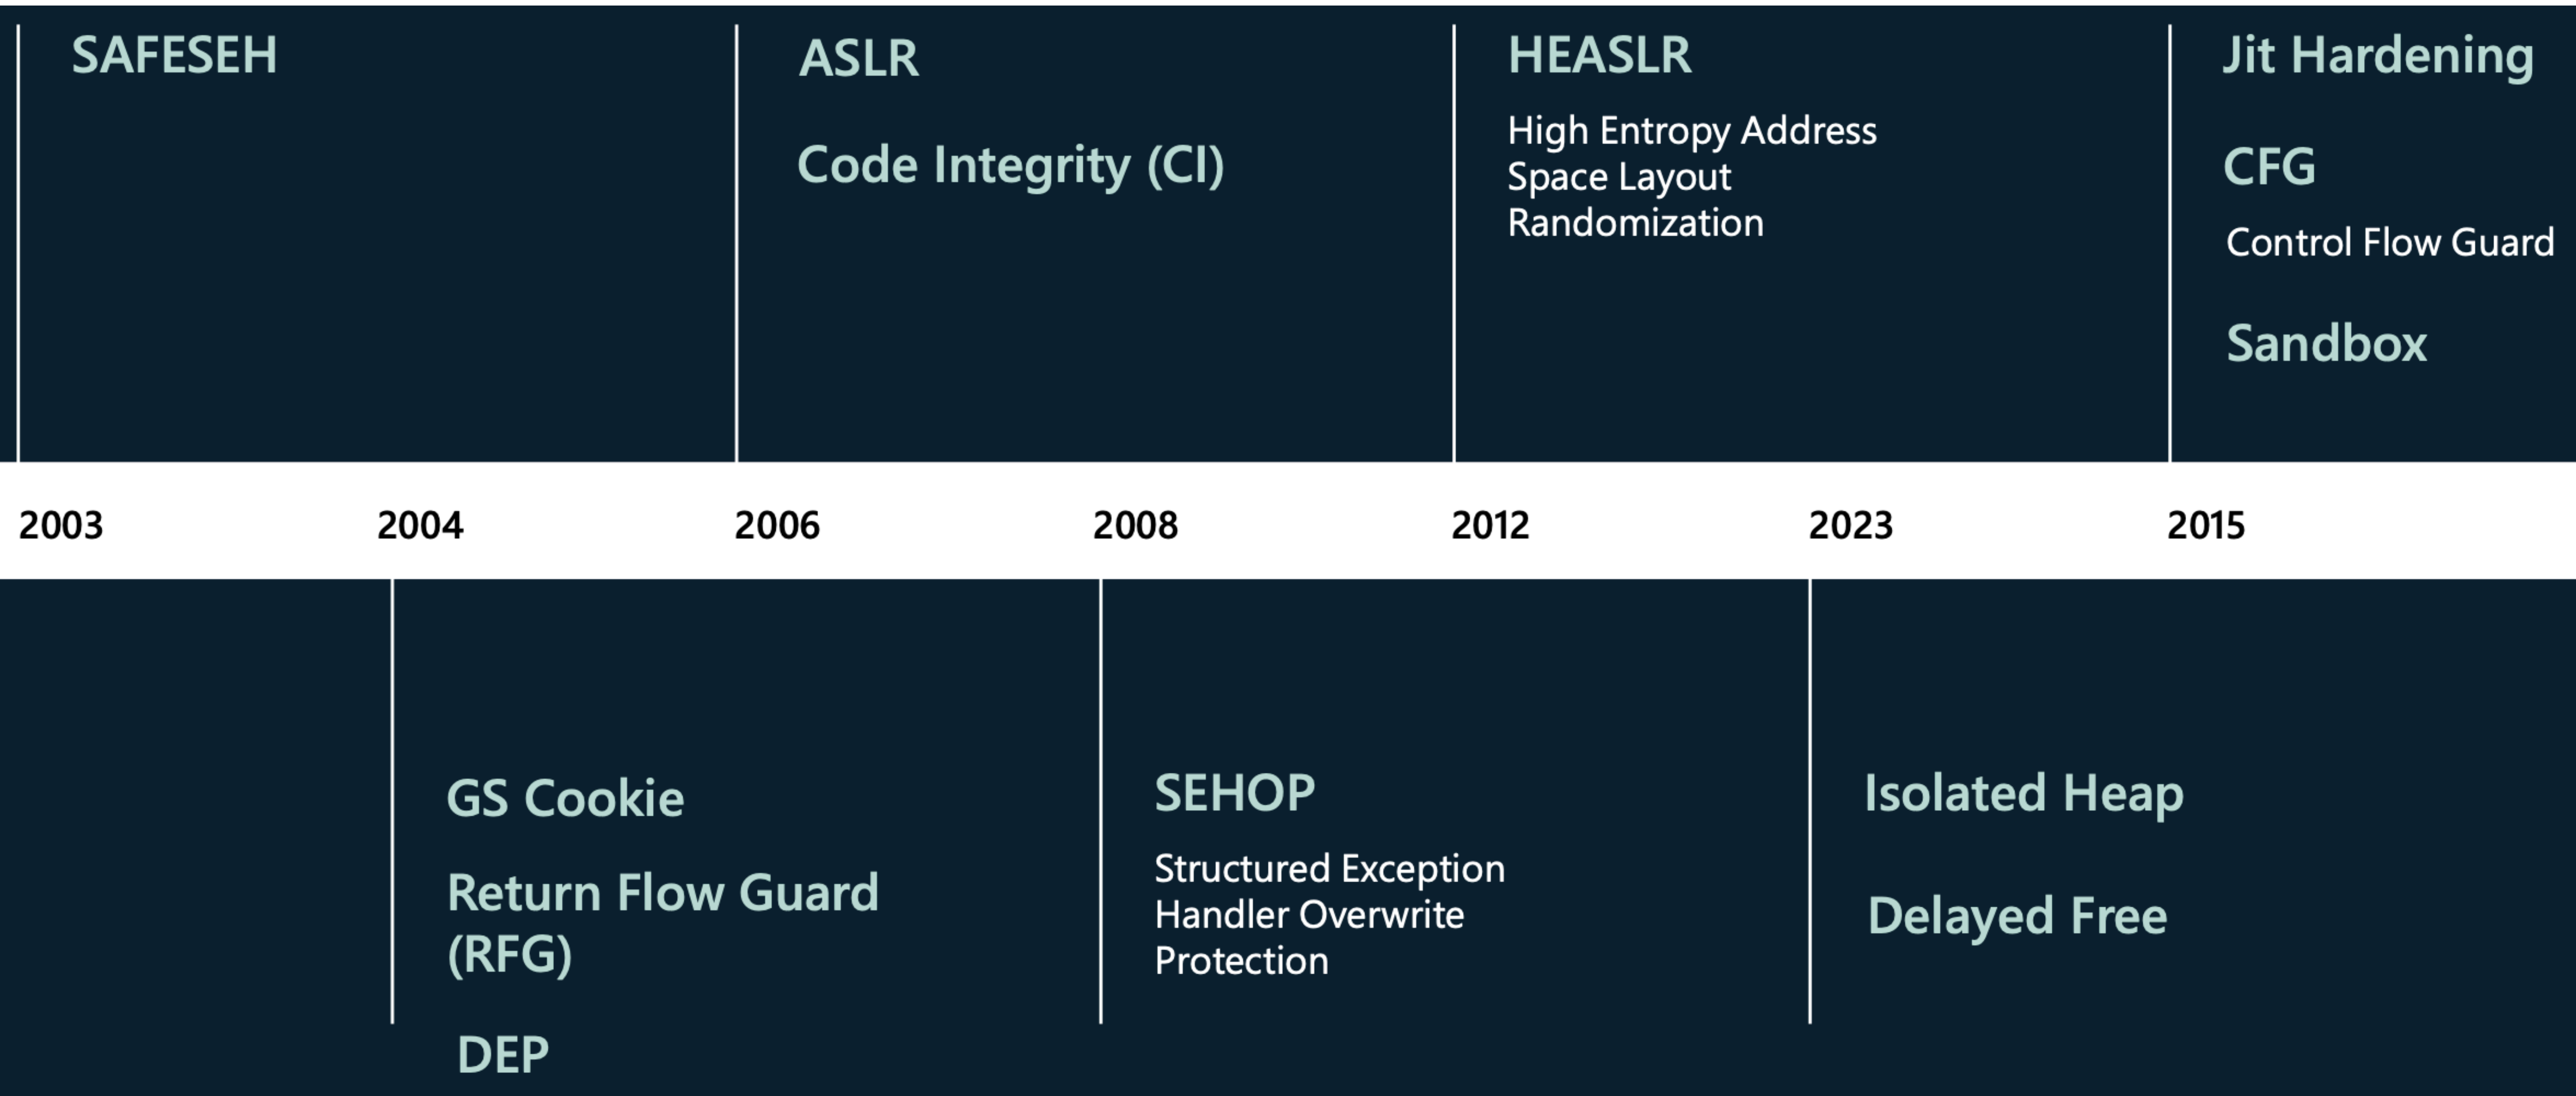 SAFESEH
ASLR
Code Integrity (CI)
HEASLR
High Entropy Address
Space Layout
Randomization
Jit Hardening
CFG
Control Flow Guard
Sandbox
2003
2004
2006
2008
2012
2023
2015
GS Cookie
Return Flow Guard
(RFG)
DEP
SEHOP
Structured Exception
Handler Overwrite
Protection
Isolated Heap
Delayed Free